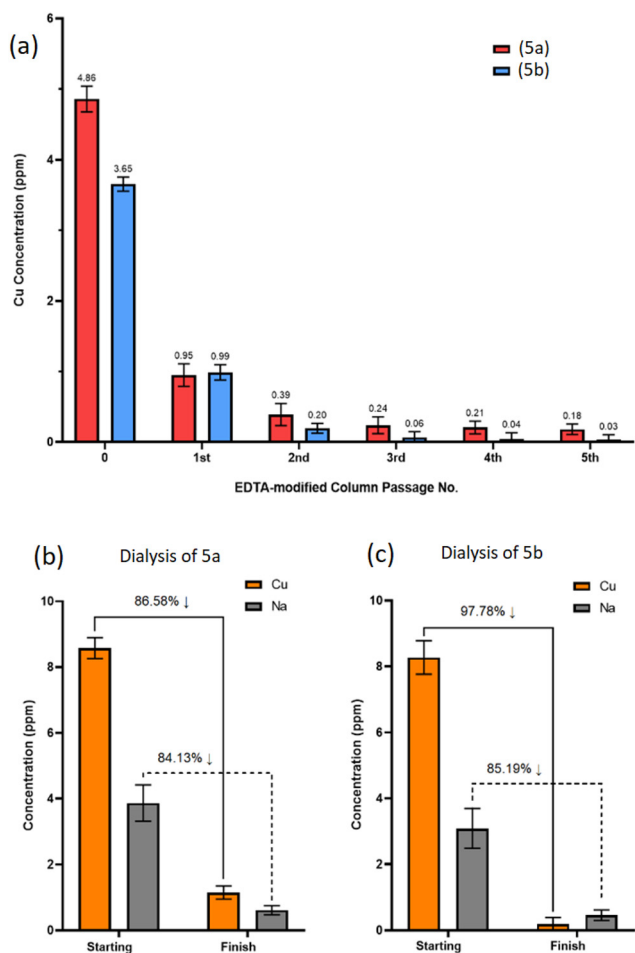 (a)
(5a)
(5b)
Cu Concentration (ppm)
6
4
2
0
4.86
3.65
0.95
0.99
0.39
0.20
0.24
0.06
0.21
0.04
0.18
0.03
0
1st
2nd
3rd
4th
5th
EDTA-modified Column Passage No.
(b)
Dialysis of 5a
Cu
Na
86.58% ↓
84.13% ↓
Concentration (ppm)
10
8
6
4
2
0
Starting
Finish
(c)
Dialysis of 5b
Cu
Na
97.78% ↓
85.19% ↓
Concentration (ppm)
10
8
6
4
2
0
Starting
Finish